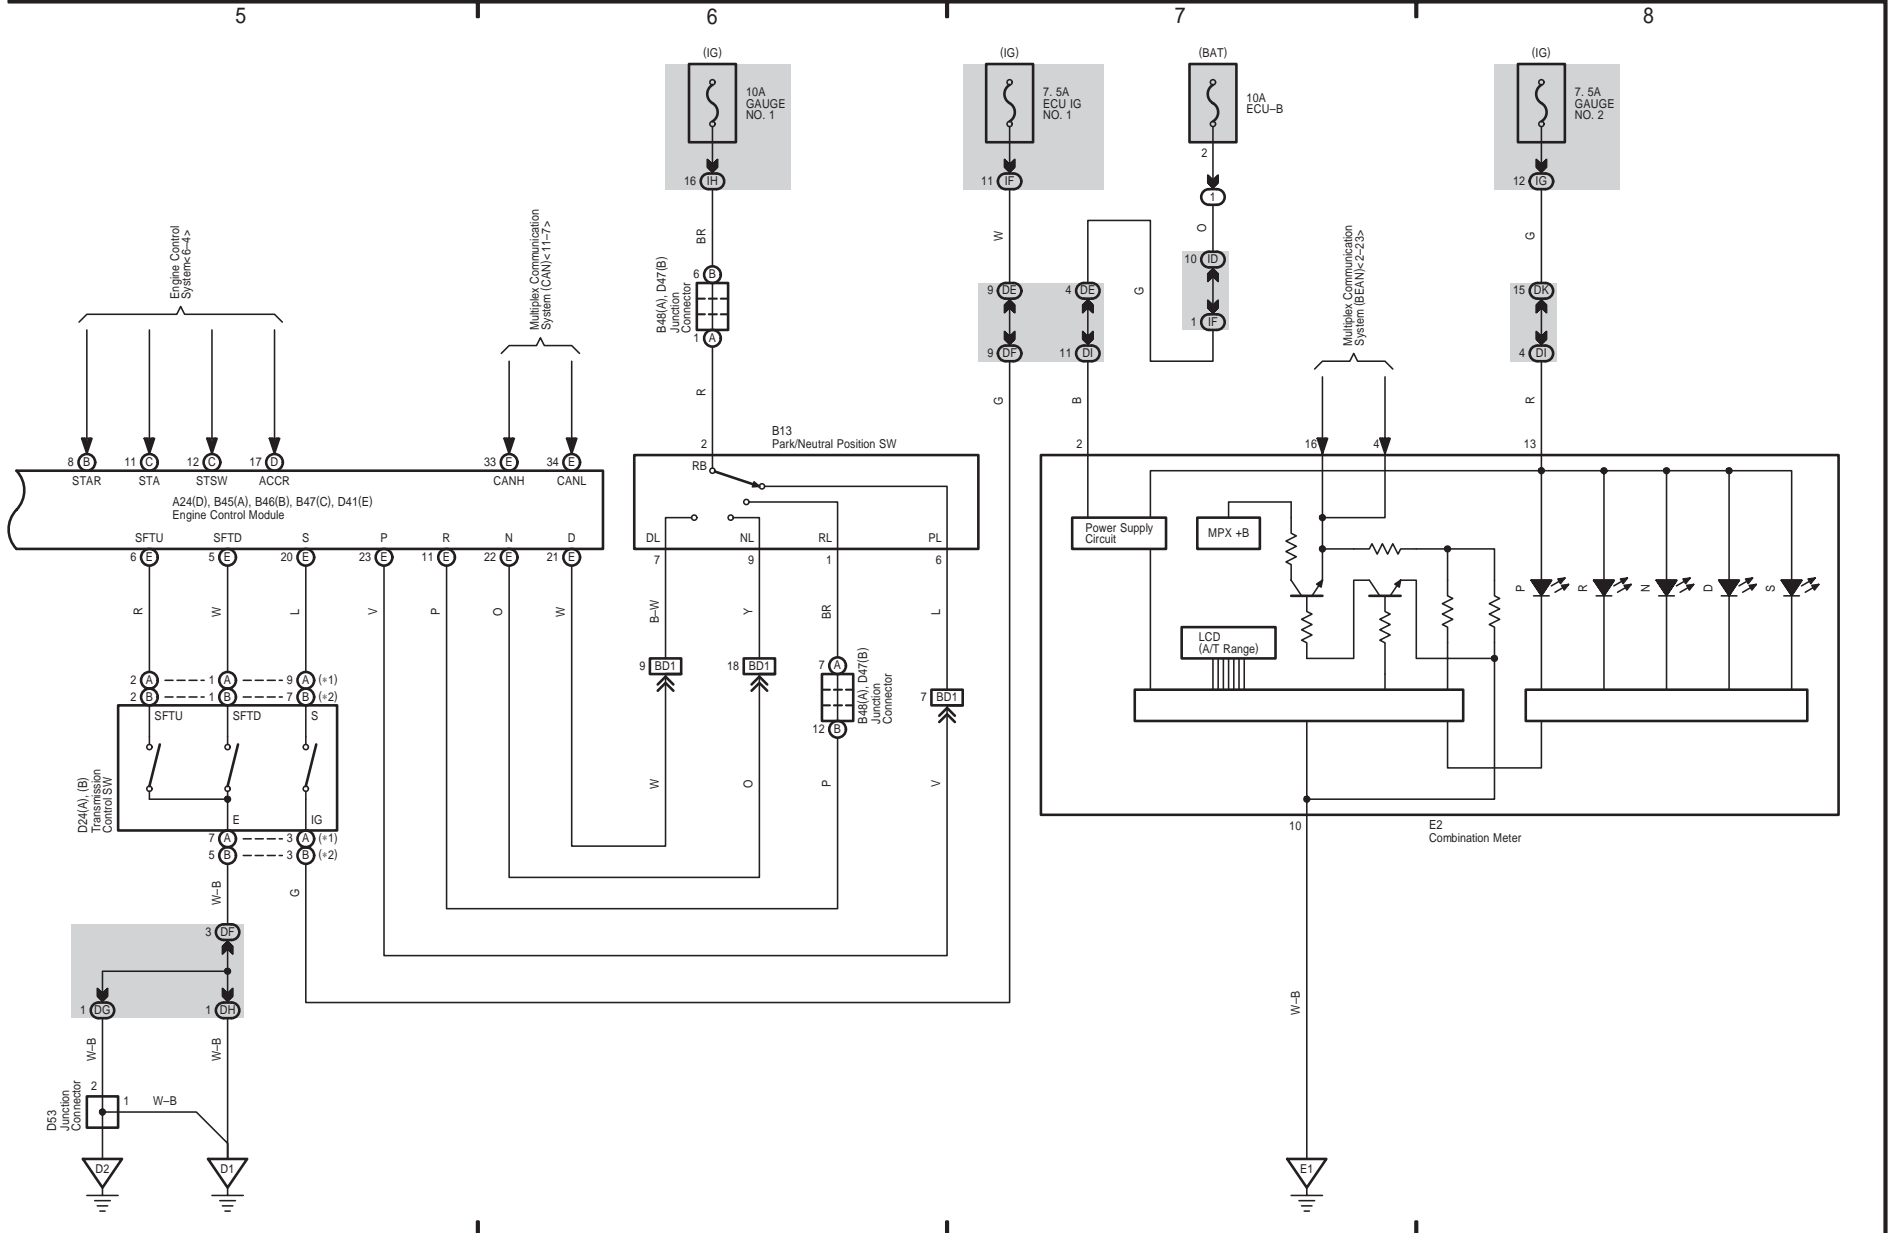 5
6
7
8
(IG)
10A
GAUGE
NO. 1
16 IH
(IG)
7. 5A
ECU IG
NO. 1
11 IF
(BAT)
10A
ECU–B
2
1
(IG)
7. 5A
GAUGE
NO. 2
12 IG
Engine Control
System<6–4>
Multiplex Communication
System (CAN)<11–7>
BR
W
O
G
G
10 ID
1 IF
Multiplex Communication
System (BEAN)<2–23>
6 B
B48(A), D47(B)
Junction
Connector
1 A
9 DE
4 DE
9 DF
11 DI
15 DK
4 DI
R
G
B
R
8 B
11 C
12 C
17 D
33 E
34 E
STAR
STA
STSW
ACCR
CANH
CANL
A24(D), B45(A), B46(B), B47(C), D41(E)
Engine Control Module
SFTU
SFTD
S
P
R
N
D
6 E
5 E
20 E
23 E
11 E
22 E
21 E
B13
Park/Neutral Position SW
2
RB
DL
NL
RL
PL
7
9
1
6
2
16
4
13
Power Supply
Circuit
MPX +B
LCD
(A/T Range)
P
R
N
D
S
R
W
L
V
P
O
W
B–W
Y
BR
L
2 A
1 A
9 A (*1)
2 B
1 B
7 B (*2)
SFTU
SFTD
S
D24(A), (B)
Transmission
Control SW
E
IG
7 A
3 A (*1)
5 B
3 B (*2)
9 BD1
18 BD1
7 A
B48(A), D47(B)
Junction
Connector
12 B
7 BD1
W
O
P
V
10
E2
Combination Meter
W–B
G
3 DF
1 DG
1 DH
W–B
W–B
W–B
D53
Junction
Connector
2
1
W–B
D2
D1
E1